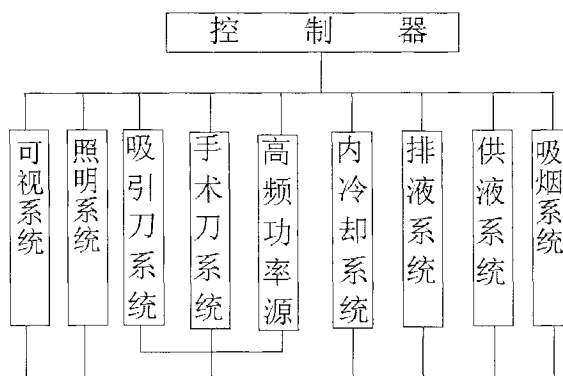 控制器
可视系统
照明系统
吸引刀系统
手术刀系统
高频功率源
内冷却系统
排液系统
供液系统
吸烟系统